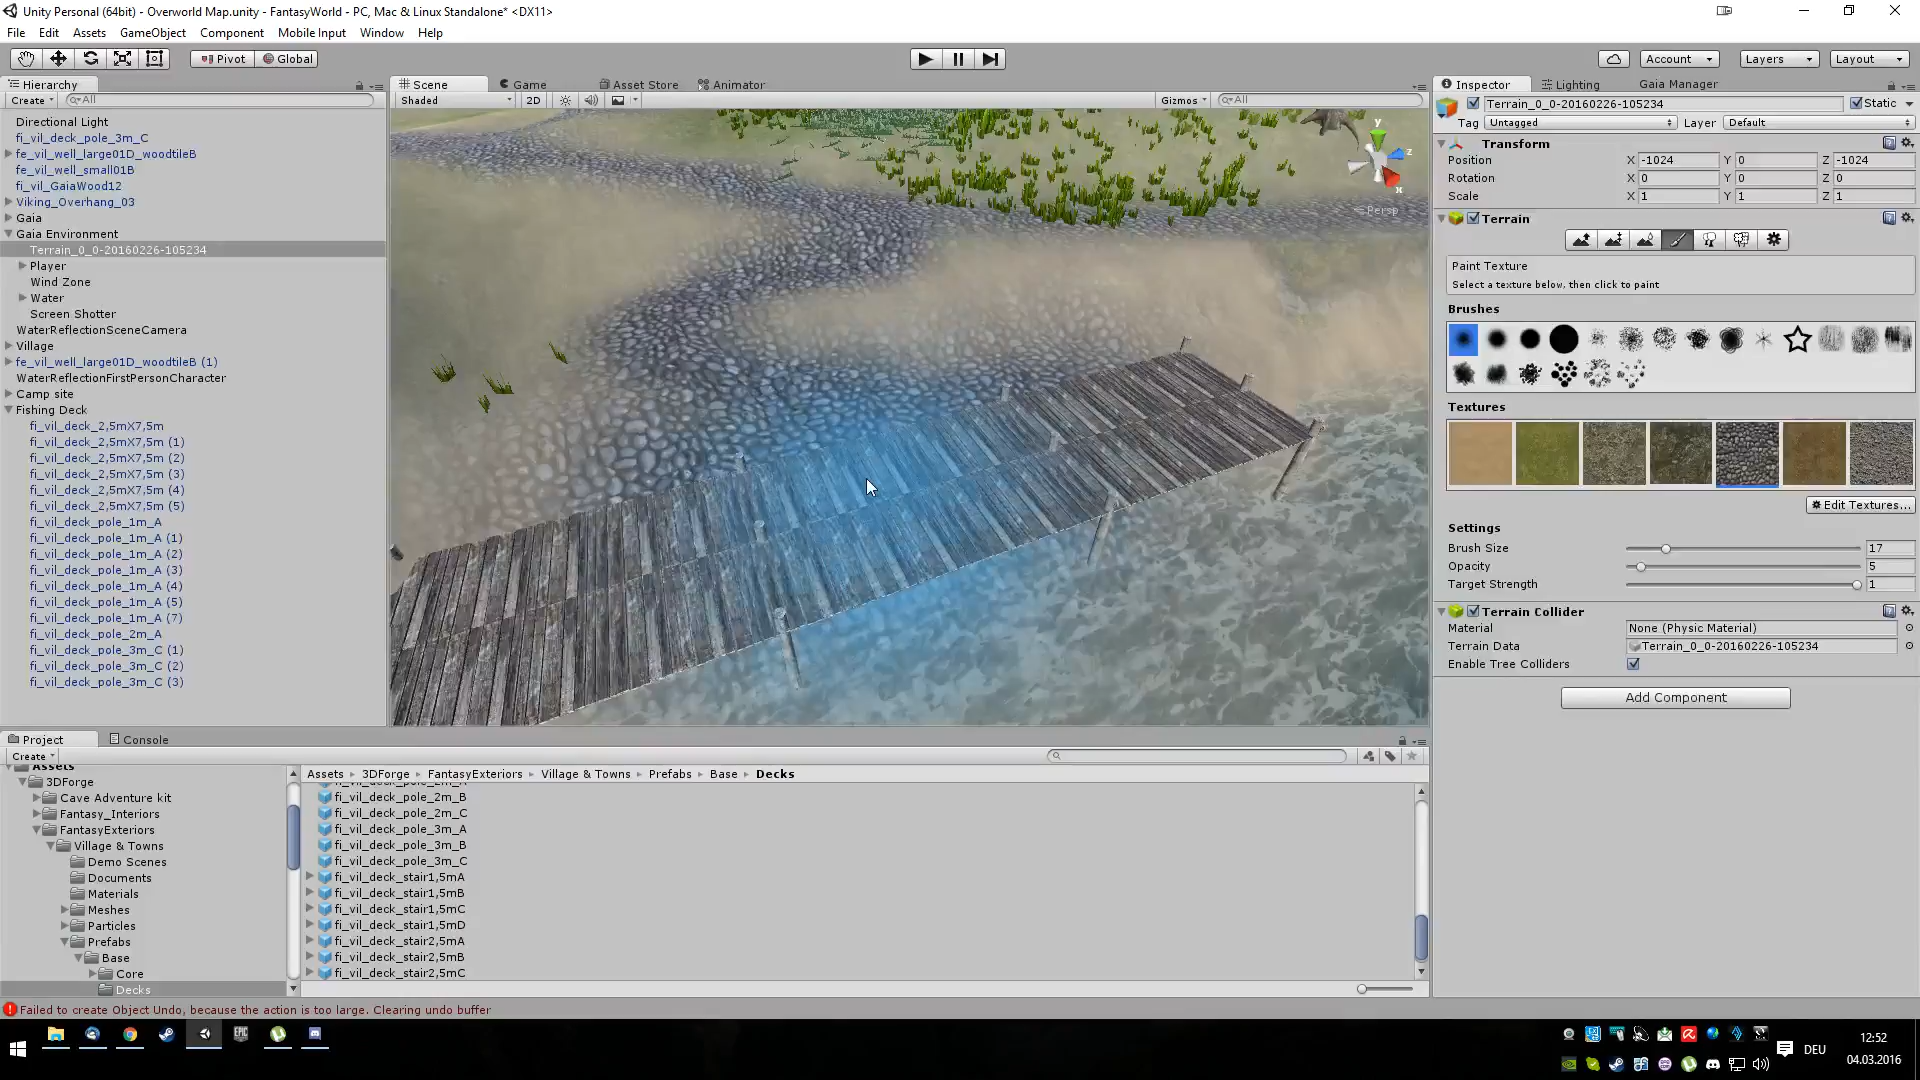 Unity Personal (64bit) - Overworld Map.unity - FantasyWorld - PC, Mac & Linux Standalone* <DX11>
File Edit Assets GameObject Component Mobile Input Window Help
Pivot Global Account Layers Layout
Hierarchy
Create All
Directional Light
fi_vil_deck_pole_3m_C
fe_vil_well_large01D_woodtileB
fe_vil_well_small01B
fi_vil_GaiaWood12
Viking_Overhang_03
Gaia
Gaia Environment
Terrain_0_0-20160226-105234
Player
Wind Zone
Water
Screen Shotter
WaterReflectionSceneCamera
Village
fe_vil_well_large01D_woodtileB (1)
WaterReflectionFirstPersonCharacter
Camp site
Fishing Deck
fi_vil_deck_2,5mX7,5m
fi_vil_deck_2,5mX7,5m (1)
fi_vil_deck_2,5mX7,5m (2)
fi_vil_deck_2,5mX7,5m (3)
fi_vil_deck_2,5mX7,5m (4)
fi_vil_deck_2,5mX7,5m (5)
fi_vil_deck_pole_1m_A
fi_vil_deck_pole_1m_A (1)
fi_vil_deck_pole_1m_A (2)
fi_vil_deck_pole_1m_A (3)
fi_vil_deck_pole_1m_A (4)
fi_vil_deck_pole_1m_A (5)
fi_vil_deck_pole_1m_A (7)
fi_vil_deck_pole_2m_A
fi_vil_deck_pole_3m_C (1)
fi_vil_deck_pole_3m_C (2)
fi_vil_deck_pole_3m_C (3)
Scene Game Asset Store Animator
Shaded 2D Gizmos All
y
z
x
Persp
Inspector Lighting Gaia Manager
Terrain_0_0-20160226-105234 Static
Tag Untagged Layer Default
Transform
Position X -1024 Y 0 Z -1024
Rotation X 0 Y 0 Z 0
Scale X 1 Y 1 Z 1
Terrain
Paint Texture
Select a texture below, then click to paint
Brushes
Textures
Edit Textures...
Settings
Brush Size 17
Opacity 5
Target Strength 1
Terrain Collider
Material None (Physic Material)
Terrain Data Terrain_0_0-20160226-105234
Enable Tree Colliders
Add Component
Project Console
Create
Assets
3DForge
Cave Adventure kit
Fantasy_Interiors
FantasyExteriors
Village & Towns
Demo Scenes
Documents
Materials
Meshes
Particles
Prefabs
Base
Core
Decks
Assets 3DForge FantasyExteriors Village & Towns Prefabs Base Decks
fi_vil_deck_pole_2m_A
fi_vil_deck_pole_2m_B
fi_vil_deck_pole_2m_C
fi_vil_deck_pole_3m_A
fi_vil_deck_pole_3m_B
fi_vil_deck_pole_3m_C
fi_vil_deck_stair1,5mA
fi_vil_deck_stair1,5mB
fi_vil_deck_stair1,5mC
fi_vil_deck_stair1,5mD
fi_vil_deck_stair2,5mA
fi_vil_deck_stair2,5mB
fi_vil_deck_stair2,5mC
Failed to create Object Undo, because the action is too large. Clearing undo buffer
EPIC
DEU
12:52
04.03.2016